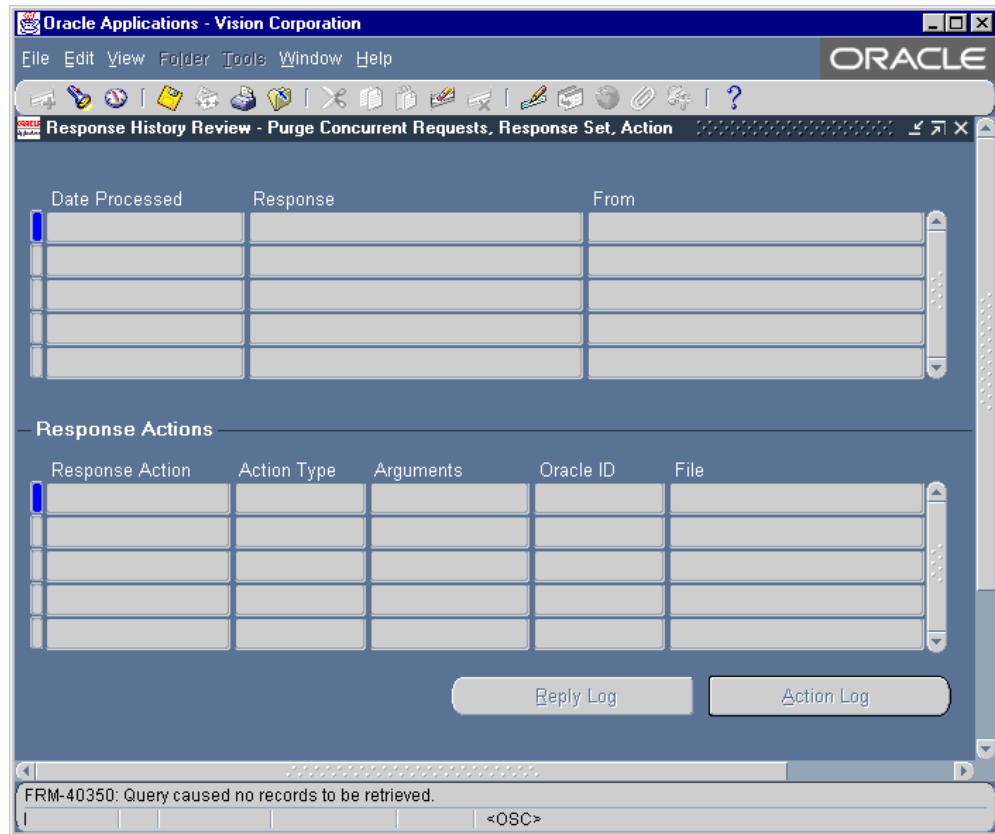 Oracle Applications - Vision Corporation
File Edit View Folder Tools Window Help
ORACLE
?
Response History Review - Purge Concurrent Requests, Response Set, Action
Date Processed Response From
Response Actions
Response Action Action Type Arguments Oracle ID File
Reply Log Action Log
FRM-40350: Query caused no records to be retrieved.
<OSC>